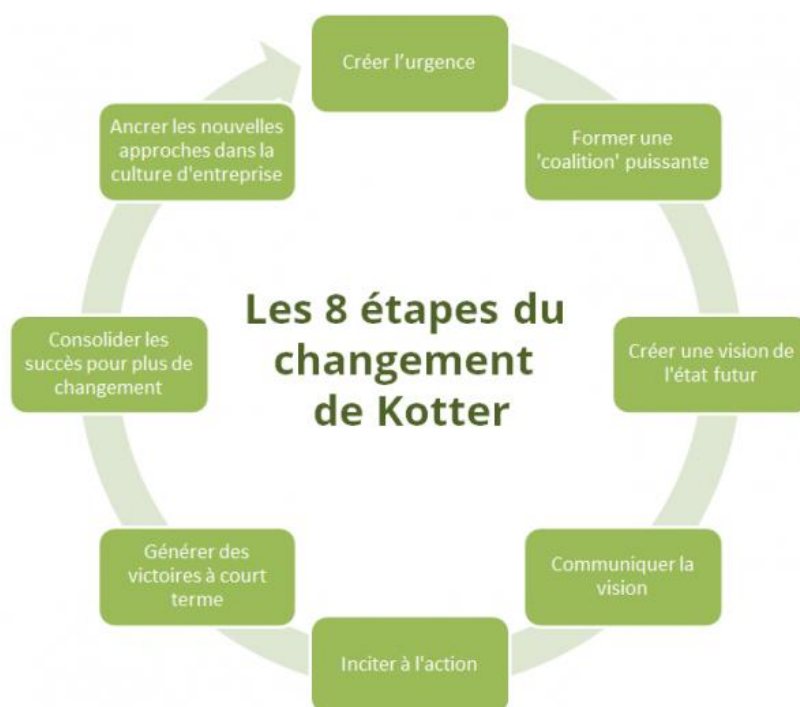 Créer l'urgence
Former une
'coalition' puissante
Créer une vision de
l'état futur
Communiquer la
vision
Inciter à l'action
Générer des
victoires à court
terme
Consolider les
succès pour plus de
changement
Ancrer les nouvelles
approches dans la
culture d'entreprise
Les 8 étapes du
changement
de Kotter